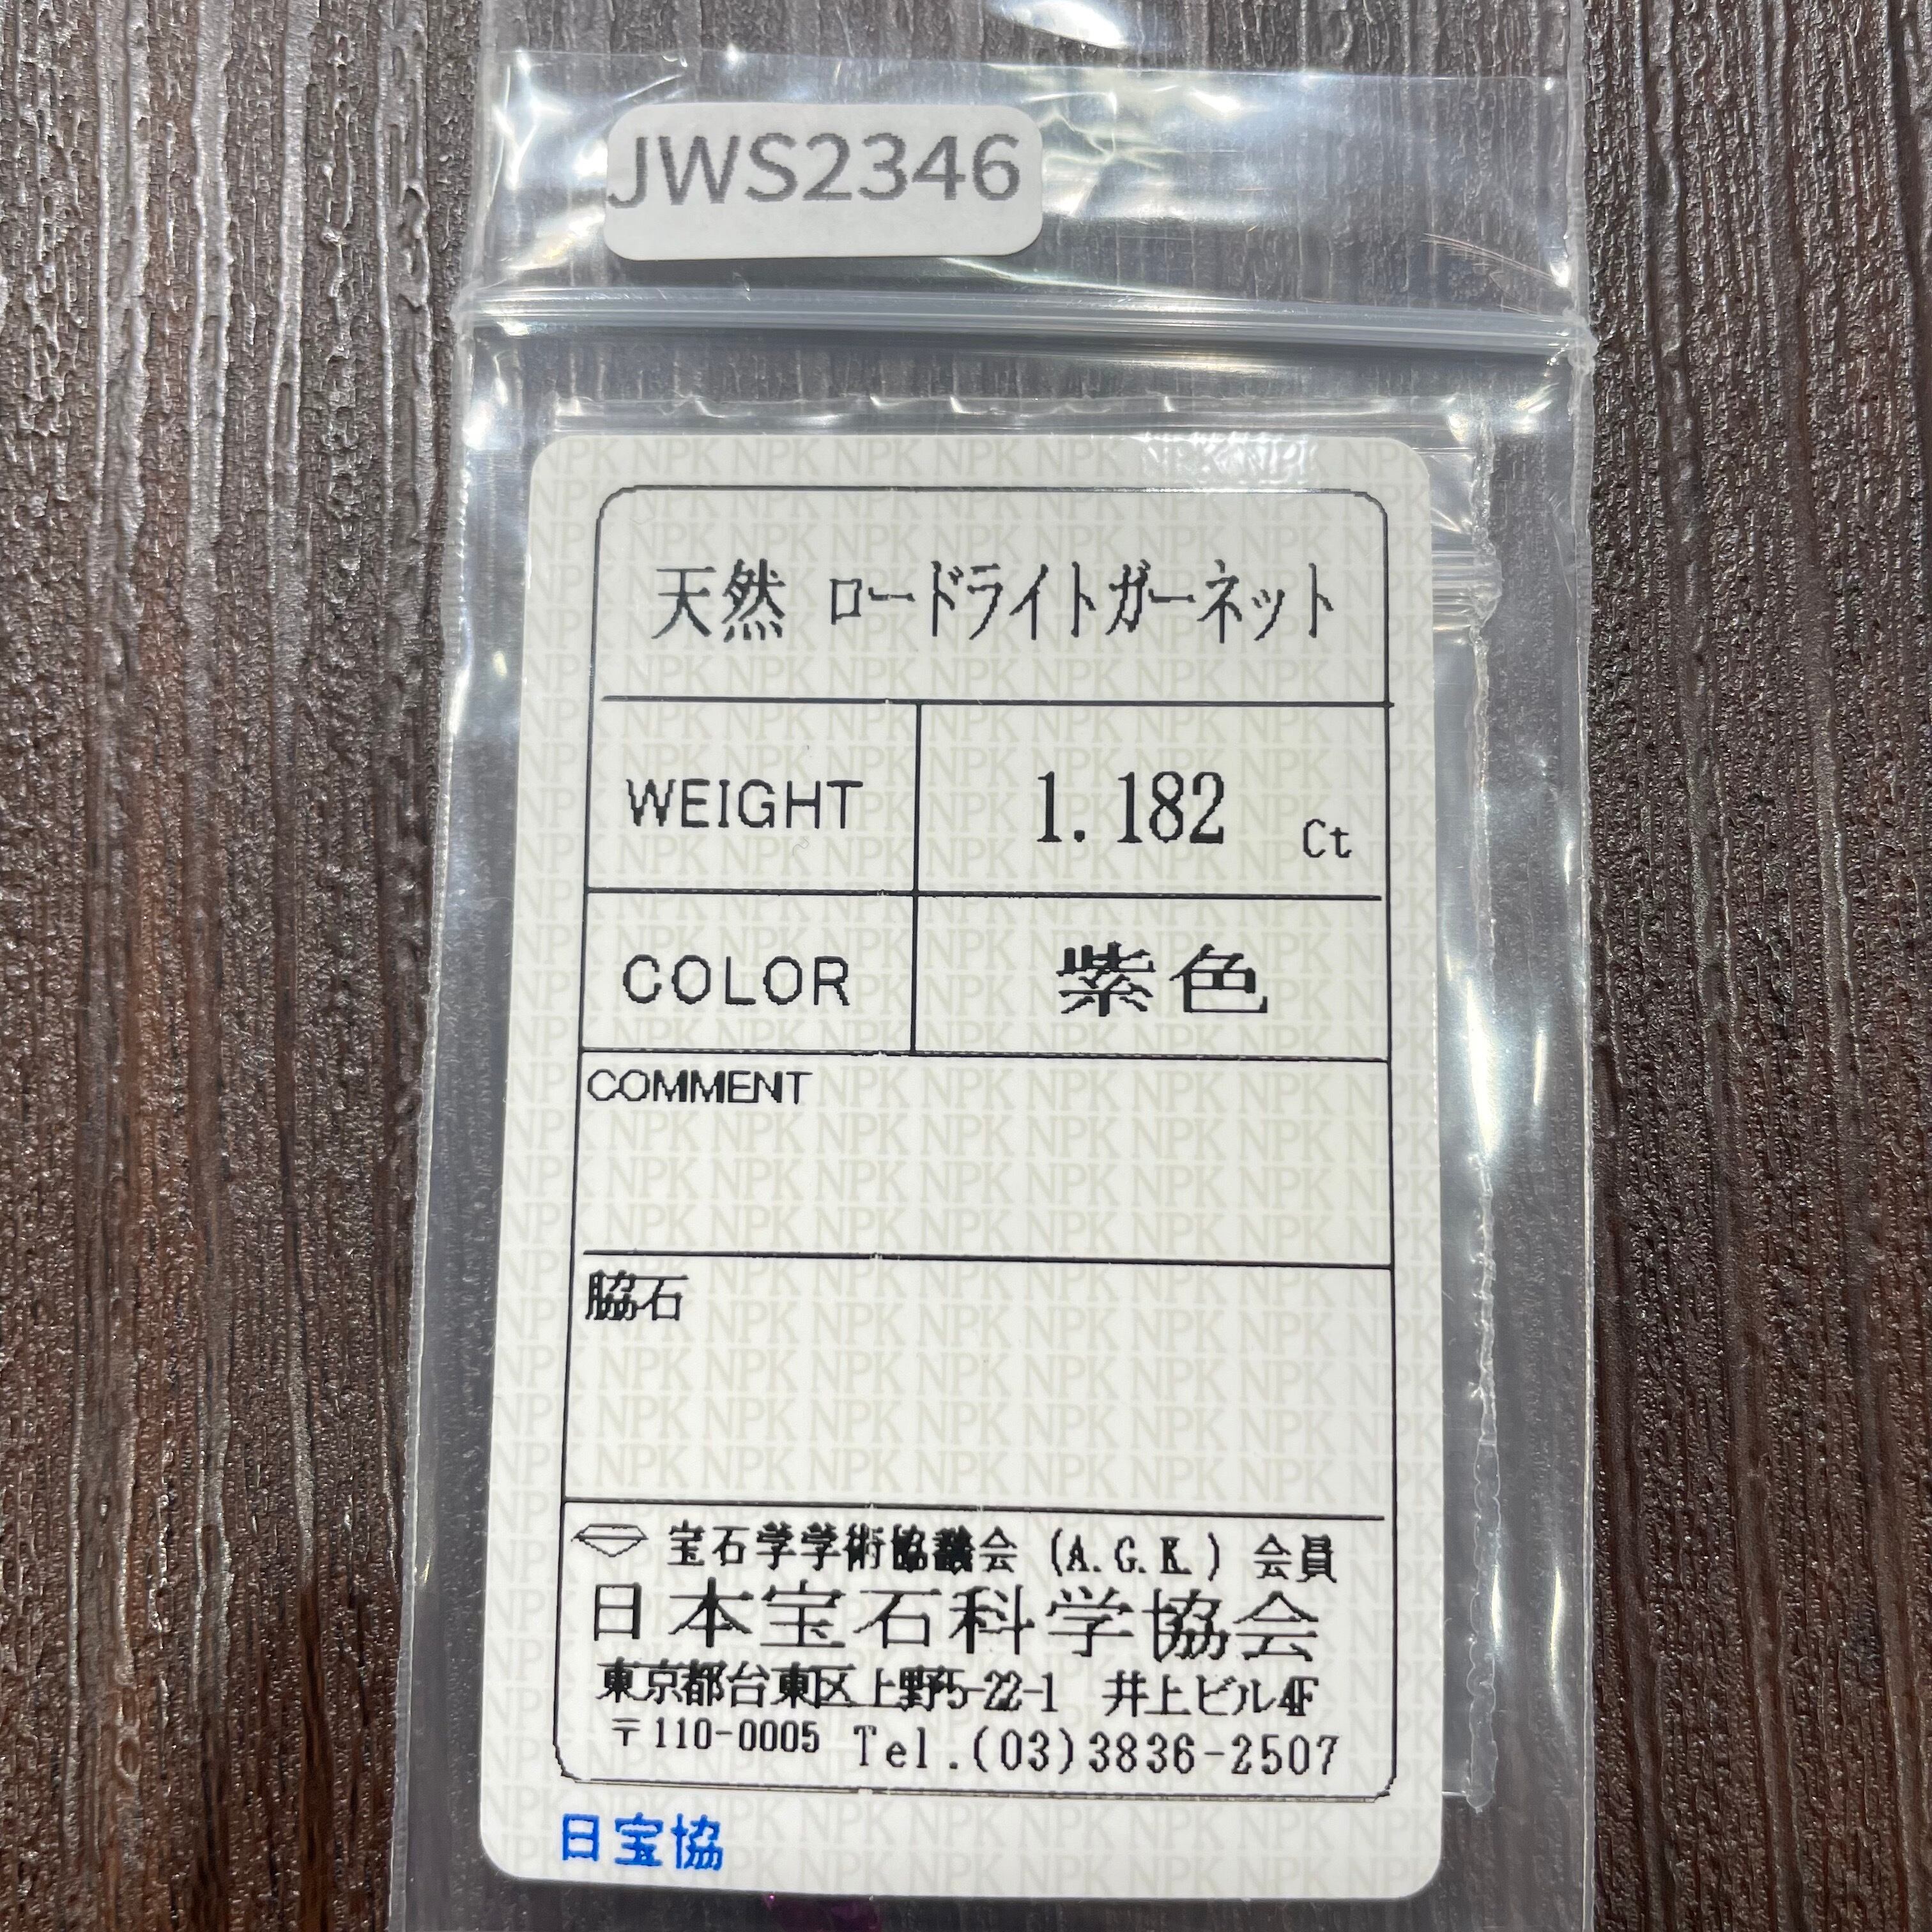 JWS2346
天然 ロードライトガーネット
WEIGHT 1.182 Ct
COLOR 紫色
COMMENT
脇石
宝石学学術協議会 (A.G.K.) 会員
日本宝石科学協会
東京都台東区上野5-22-1 井上ビル4F
〒110-0005 Tel.(03)3836-2507
日宝協